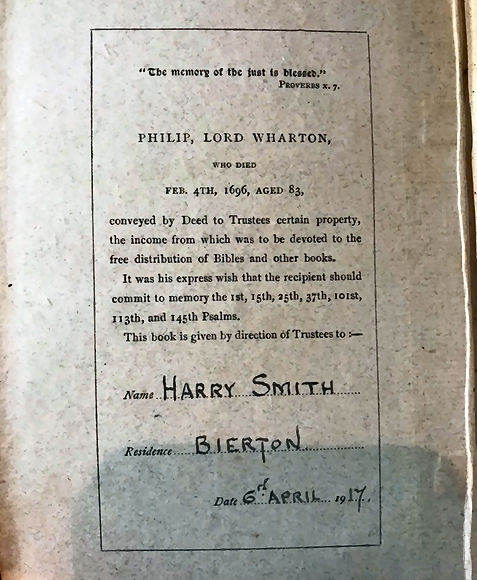 "The memory of the just is blessed."
PROVERBS x. 7.
PHILIP, LORD WHARTON,
WHO DIED
FEB. 4TH, 1696, AGED 83,
conveyed by Deed to Trustees certain property,
the income from which was to be devoted to the
free distribution of Bibles and other books.
It was his express wish that the recipient should
commit to memory the 1st, 15th, 25th, 37th, 101st,
113th, and 145th Psalms.
This book is given by direction of Trustees to :—
Name HARRY SMITH
Residence BIERTON
Date 6rd APRIL 1917.